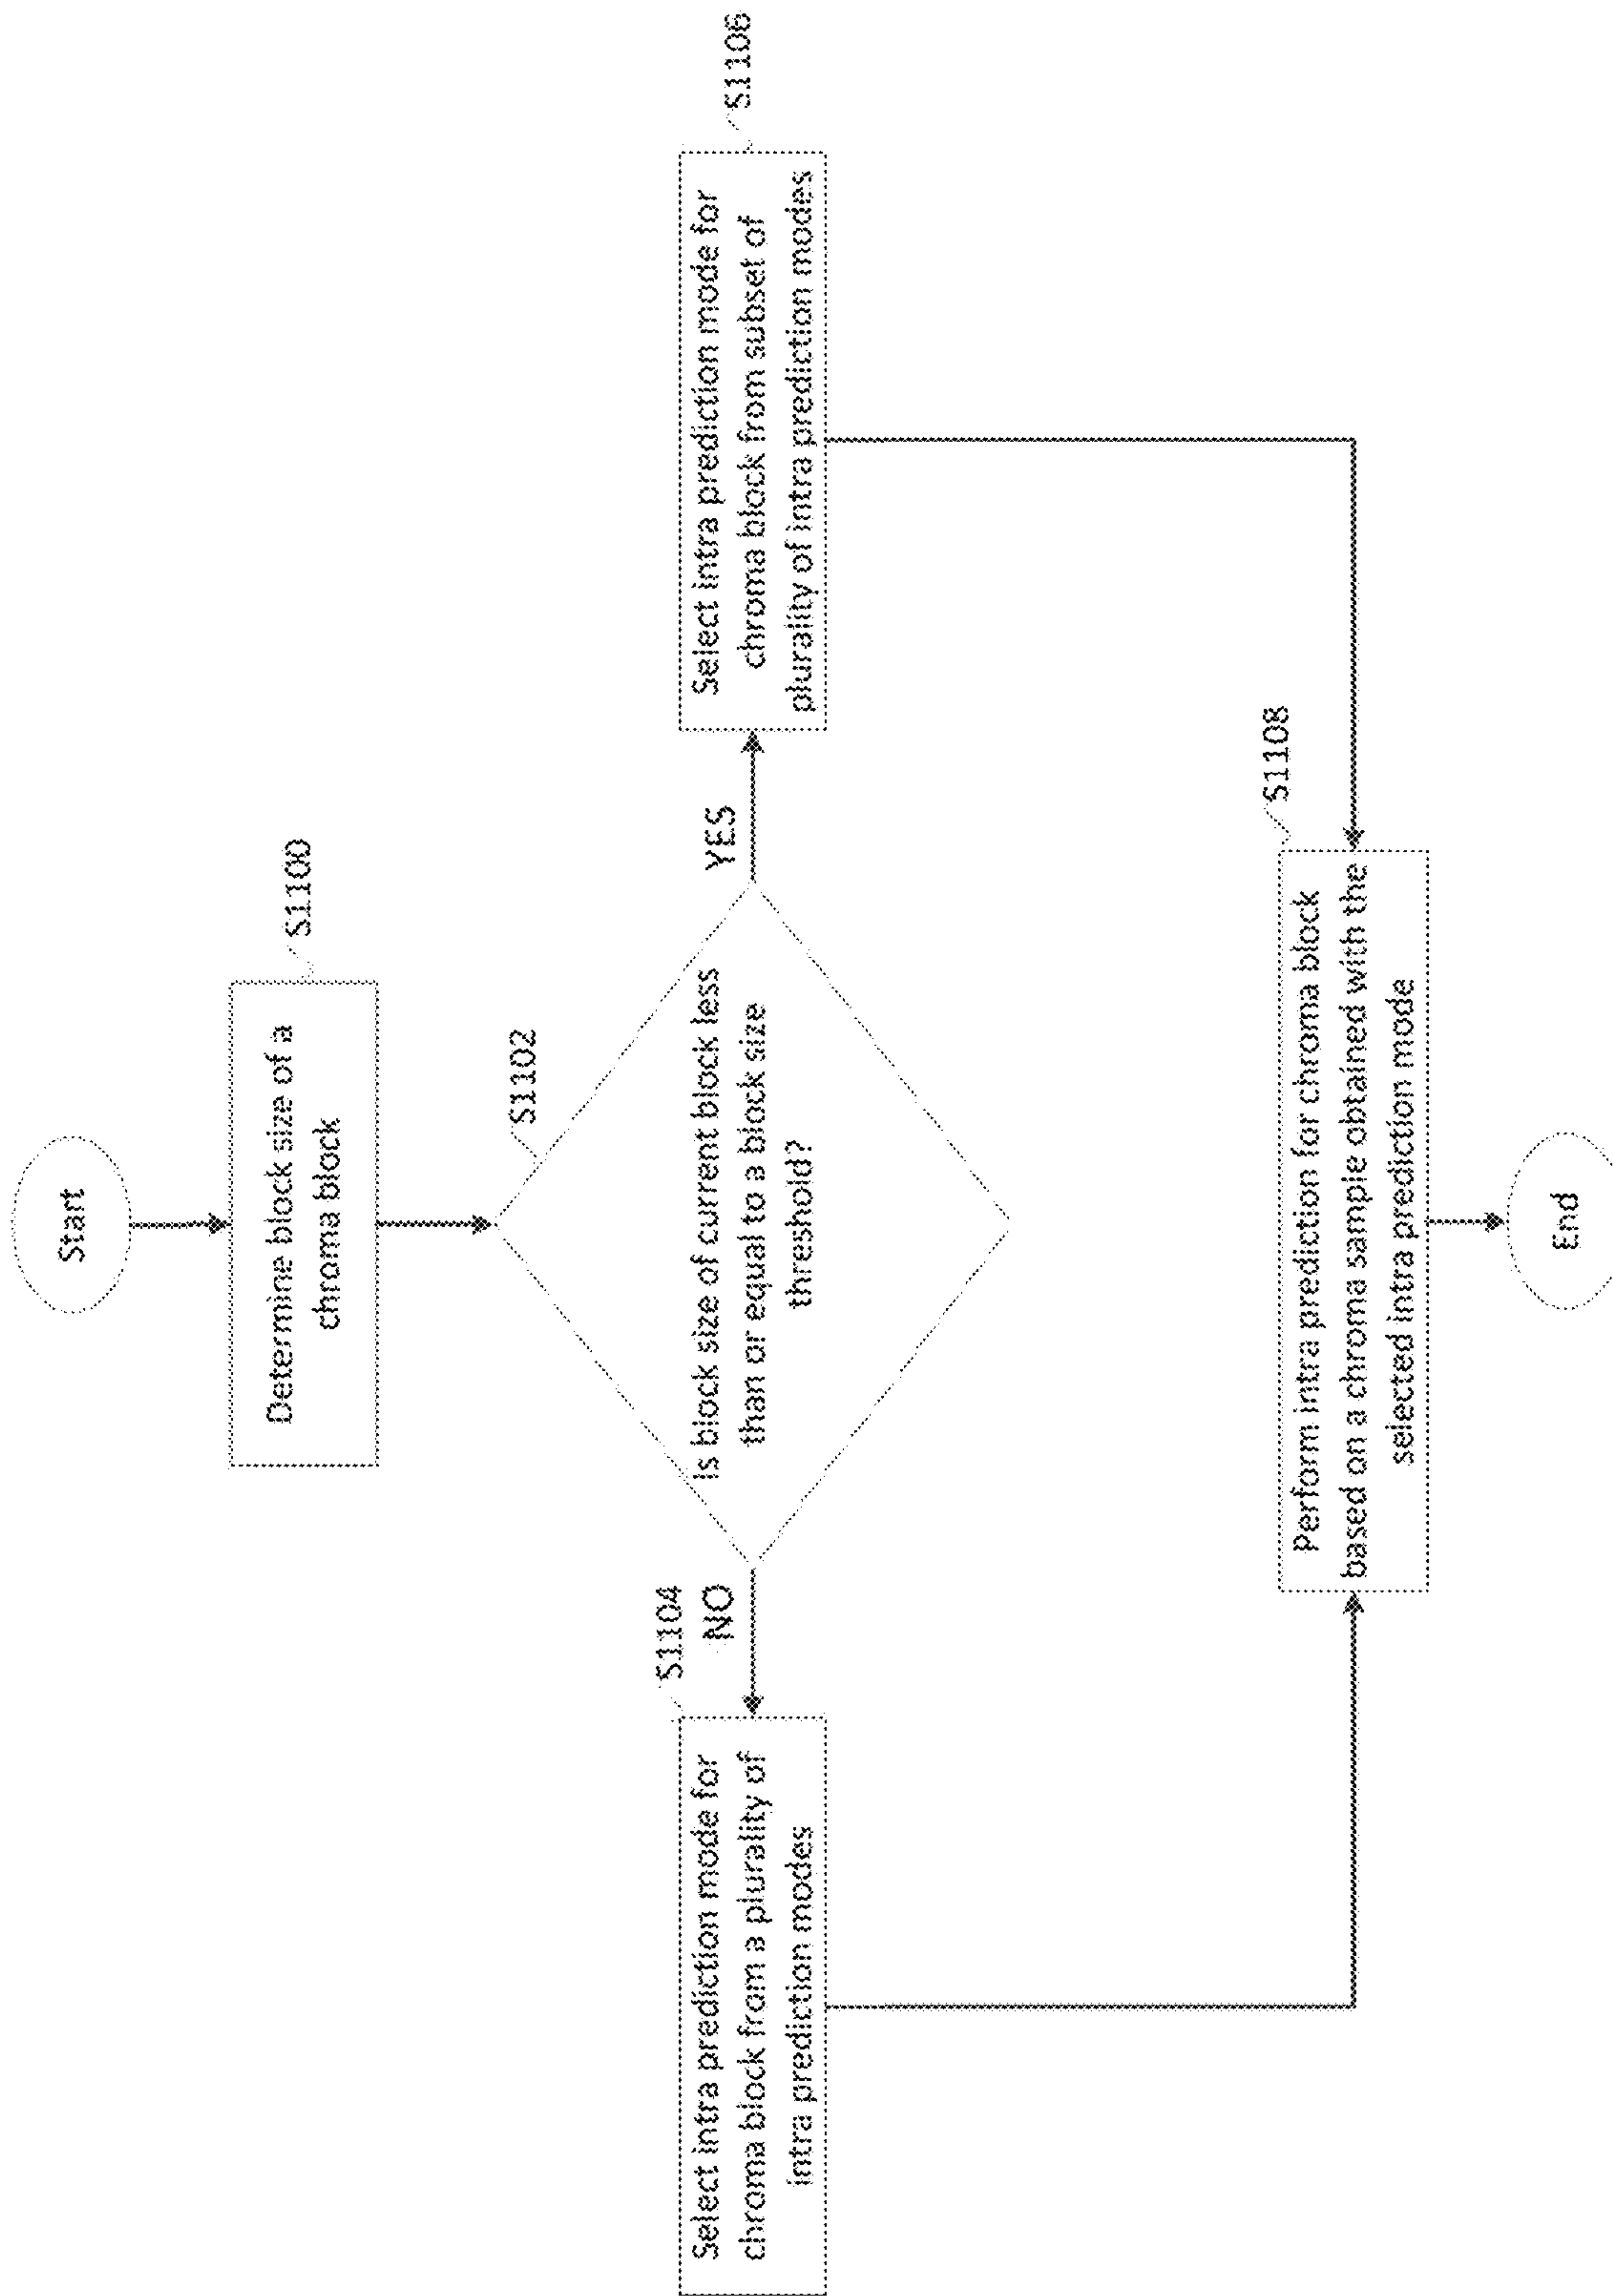 Start
Determine block size of a
chroma block
S1100
S1102
Is block size of current block less
than or equal to a block size
threshold?
NO
YES
S1104
Select intra prediction mode for
chroma block from a plurality of
intra prediction modes
S1106
Select intra prediction mode for
chroma block from subset of
plurality of intra prediction modes
S1108
Perform intra prediction for chroma block
based on a chroma sample obtained with the
selected intra prediction mode
End